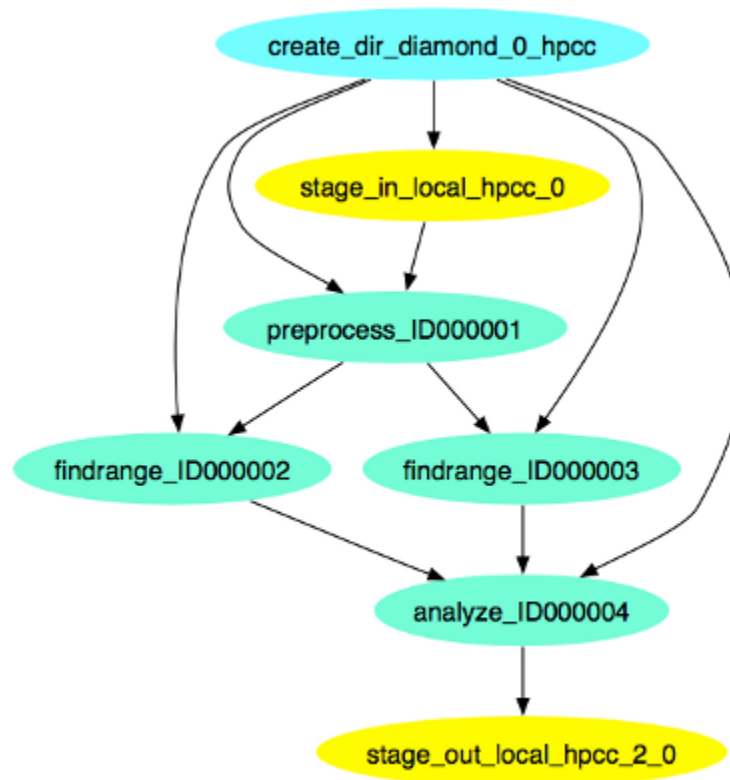 create_dir_diamond_0_hpcc
stage_in_local_hpcc_0
preprocess_ID000001
findrange_ID000002
findrange_ID000003
analyze_ID000004
stage_out_local_hpcc_2_0